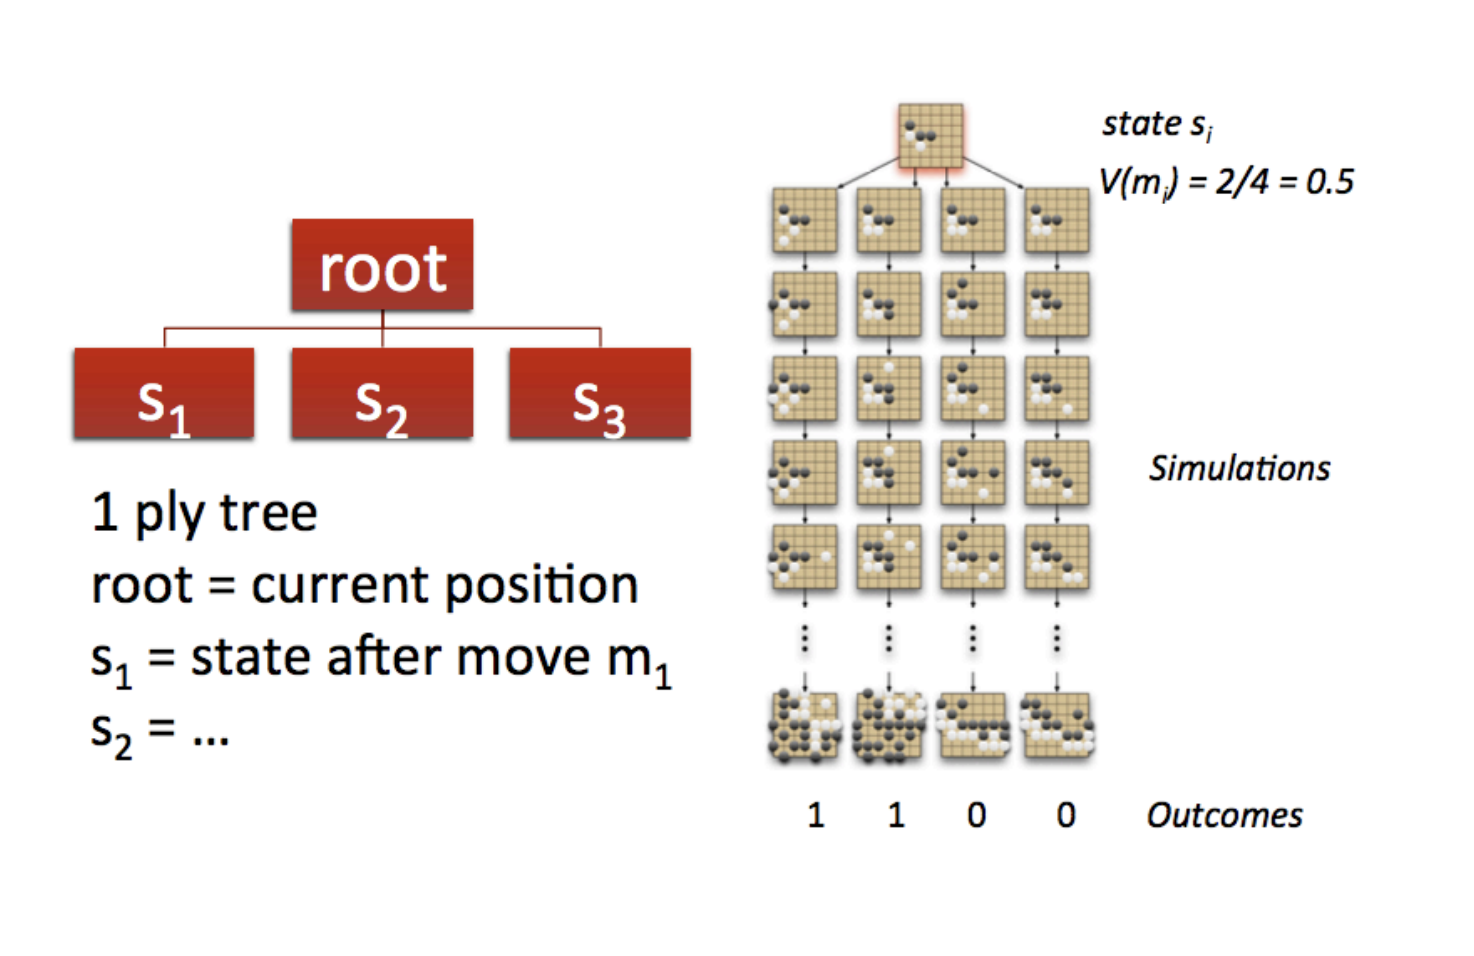 root
s1
s2
s3
1 ply tree
root = current position
s1 = state after move m1
s2 = ...
state si
V(mi) = 2/4 = 0.5
Simulations
1 1 0 0 Outcomes